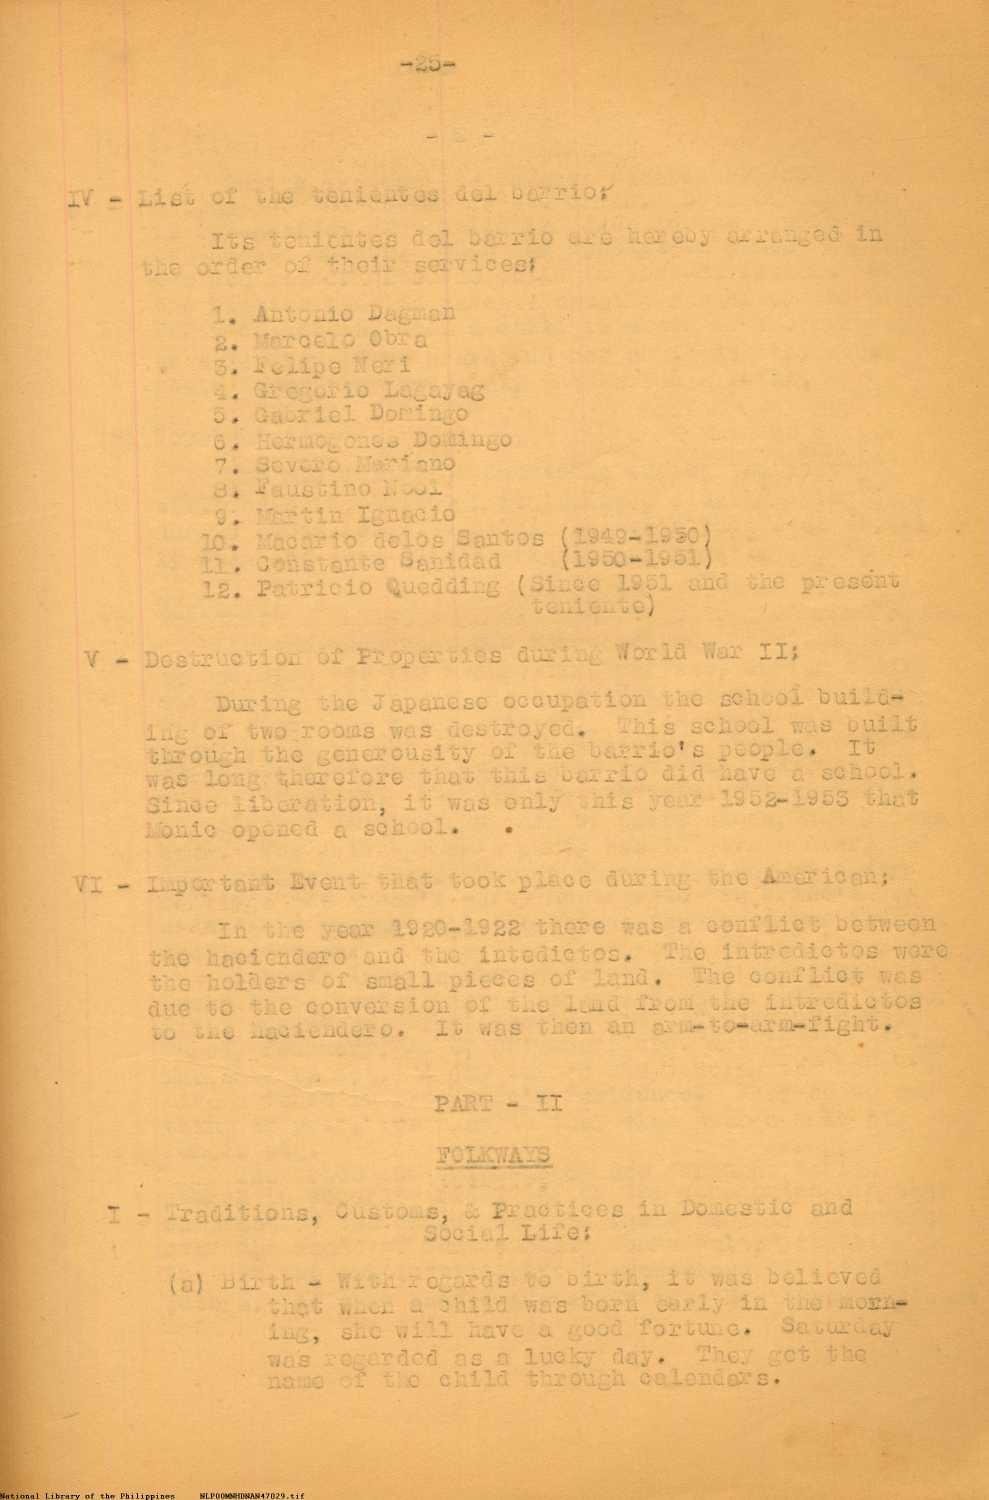 -25-
- 2 -
IV - List of the tenientes del barrio;
Its tenientes del barrio are hereby arranged in
the order of their services;
1. Antonio Dagman
2. Marcelo Obra
3. Felipe Neri
4. Gregorio Lagayag
5. Gabriel Domingo
6. Hermogenes Domingo
7. Severo Mariano
8. Faustino Noel
9. Martin Ignacio
10. Macario delos Santos (1949-1950)
11. Constante Sanidad (1950-1951)
12. Patricio Quedding (Since 1951 and the present
teniente)
V - Destruction of Properties during World War II;
During the Japanese occupation the school build-
ing of two rooms was destroyed. This school was built
through the generousity of the barrio's people. It
was long therefore that this barrio did have a school.
Since liberation, it was only this year 1952-1953 that
Monic opened a school.
VI - Important Event that took place during the American;
In the year 1920-1922 there was a conflict between
the haciendero and the intedictos. The intredictos were
the holders of small pieces of land. The conflict was
due to the conversion of the land from the intredictos
to the haciendero. It was then an arm-to-arm-fight.
PART - II
FOLKWAYS
I - Traditions, Customs, & Practices in Domestic and
Social Life;
(a) Birth - With regards to birth, it was believed
that when a child was born early in the morn-
ing, she will have a good fortune. Saturday
was regarded as a lucky day. They get the
name of the child through calendars.
National Library of the Philippines NLPOOMNHDNAN47029.tif